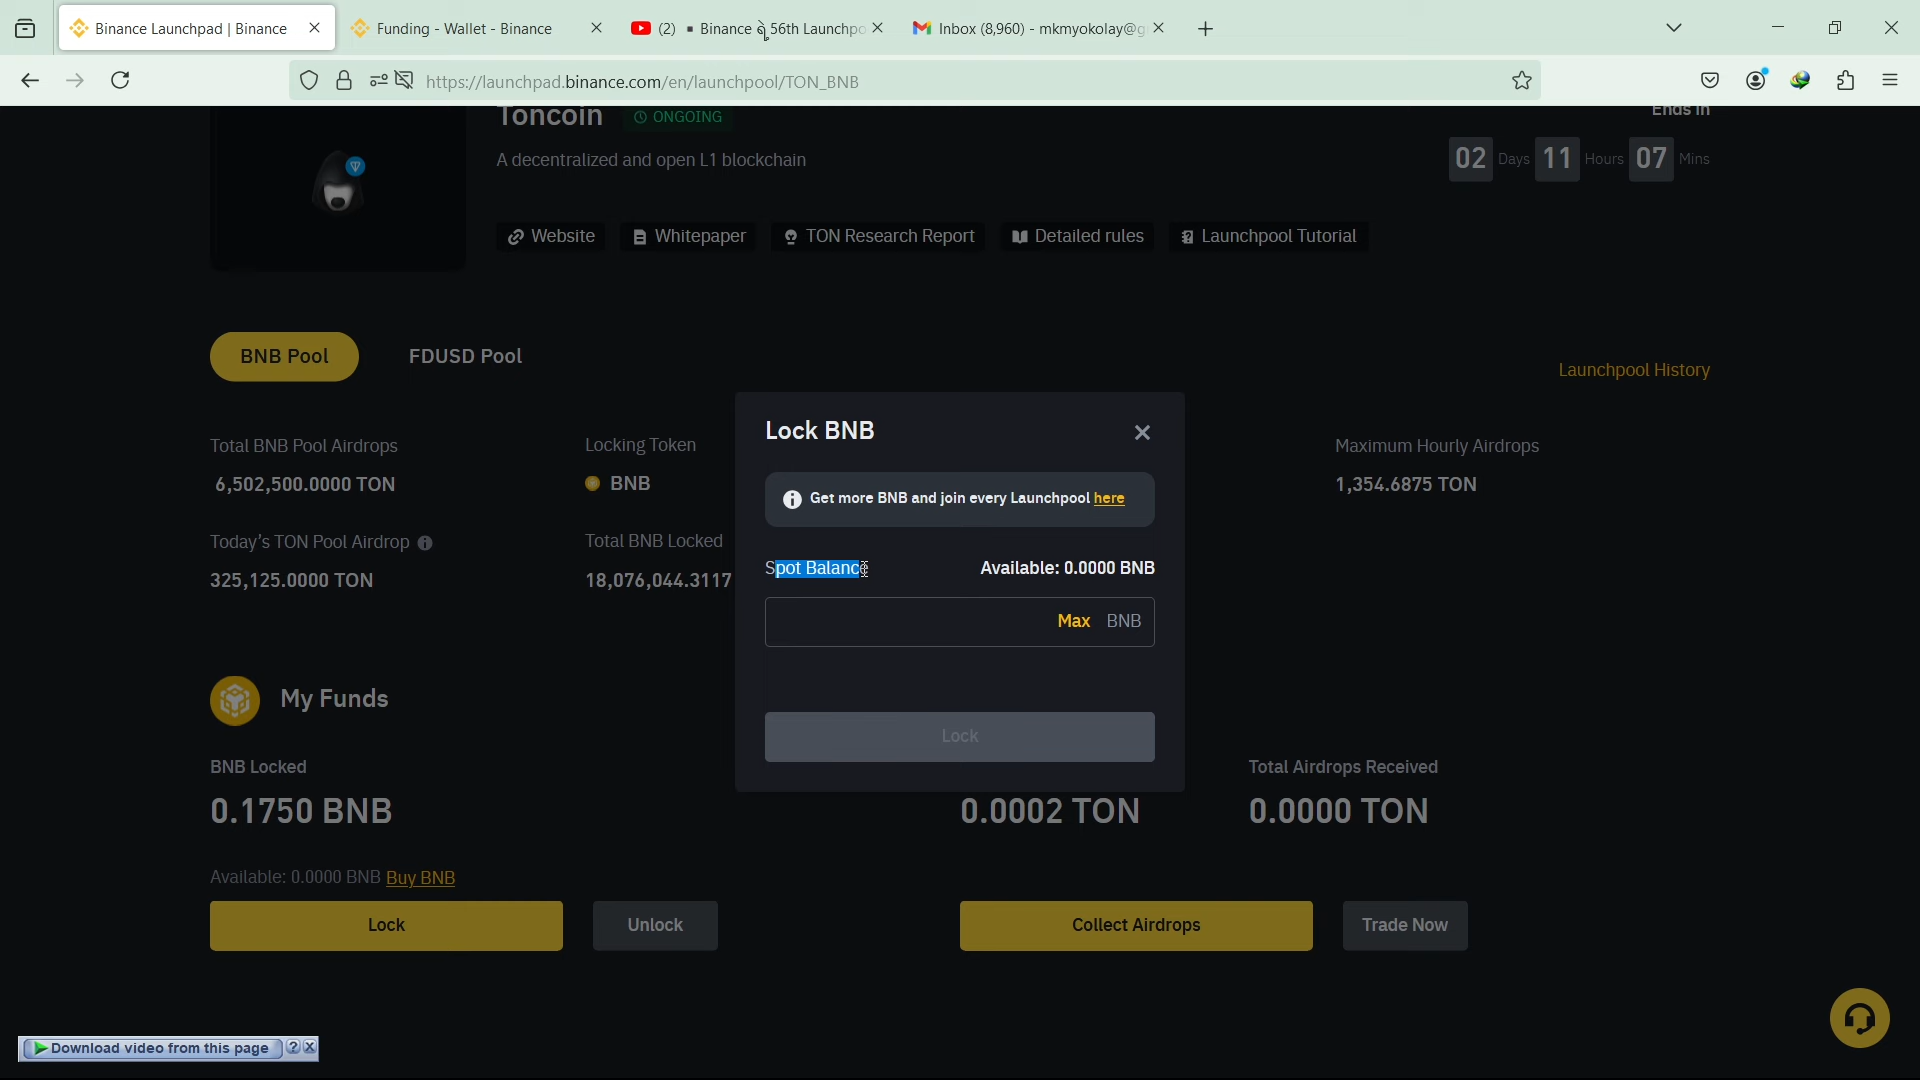 Binance Launchpad | Binance
Funding - Wallet - Binance
Inbox (8,960) - mkmyokolay@g
https://launchpad.binance.com/en/launchpool/TON_BNB
Toncoin
ONGOING
Ends in
A decentralized and open L1 blockchain
02 Days 11 Hours 07 Mins
Website
Whitepaper
TON Research Report
Detailed rules
Launchpool Tutorial
BNB Pool
FDUSD Pool
Launchpool History
Total BNB Pool Airdrops
6,502,500.0000 TON
Locking Token
BNB
Maximum Hourly Airdrops
1,354.6875 TON
Today's TON Pool Airdrop
325,125.0000 TON
Total BNB Locked
18,076,044.3117
Lock BNB
Get more BNB and join every Launchpool here
Spot Balance
Available: 0.0000 BNB
Max BNB
Lock
My Funds
BNB Locked
0.1750 BNB
0.0002 TON
Total Airdrops Received
0.0000 TON
Available: 0.0000 BNB Buy BNB
Lock
Unlock
Collect Airdrops
Trade Now
Download video from this page